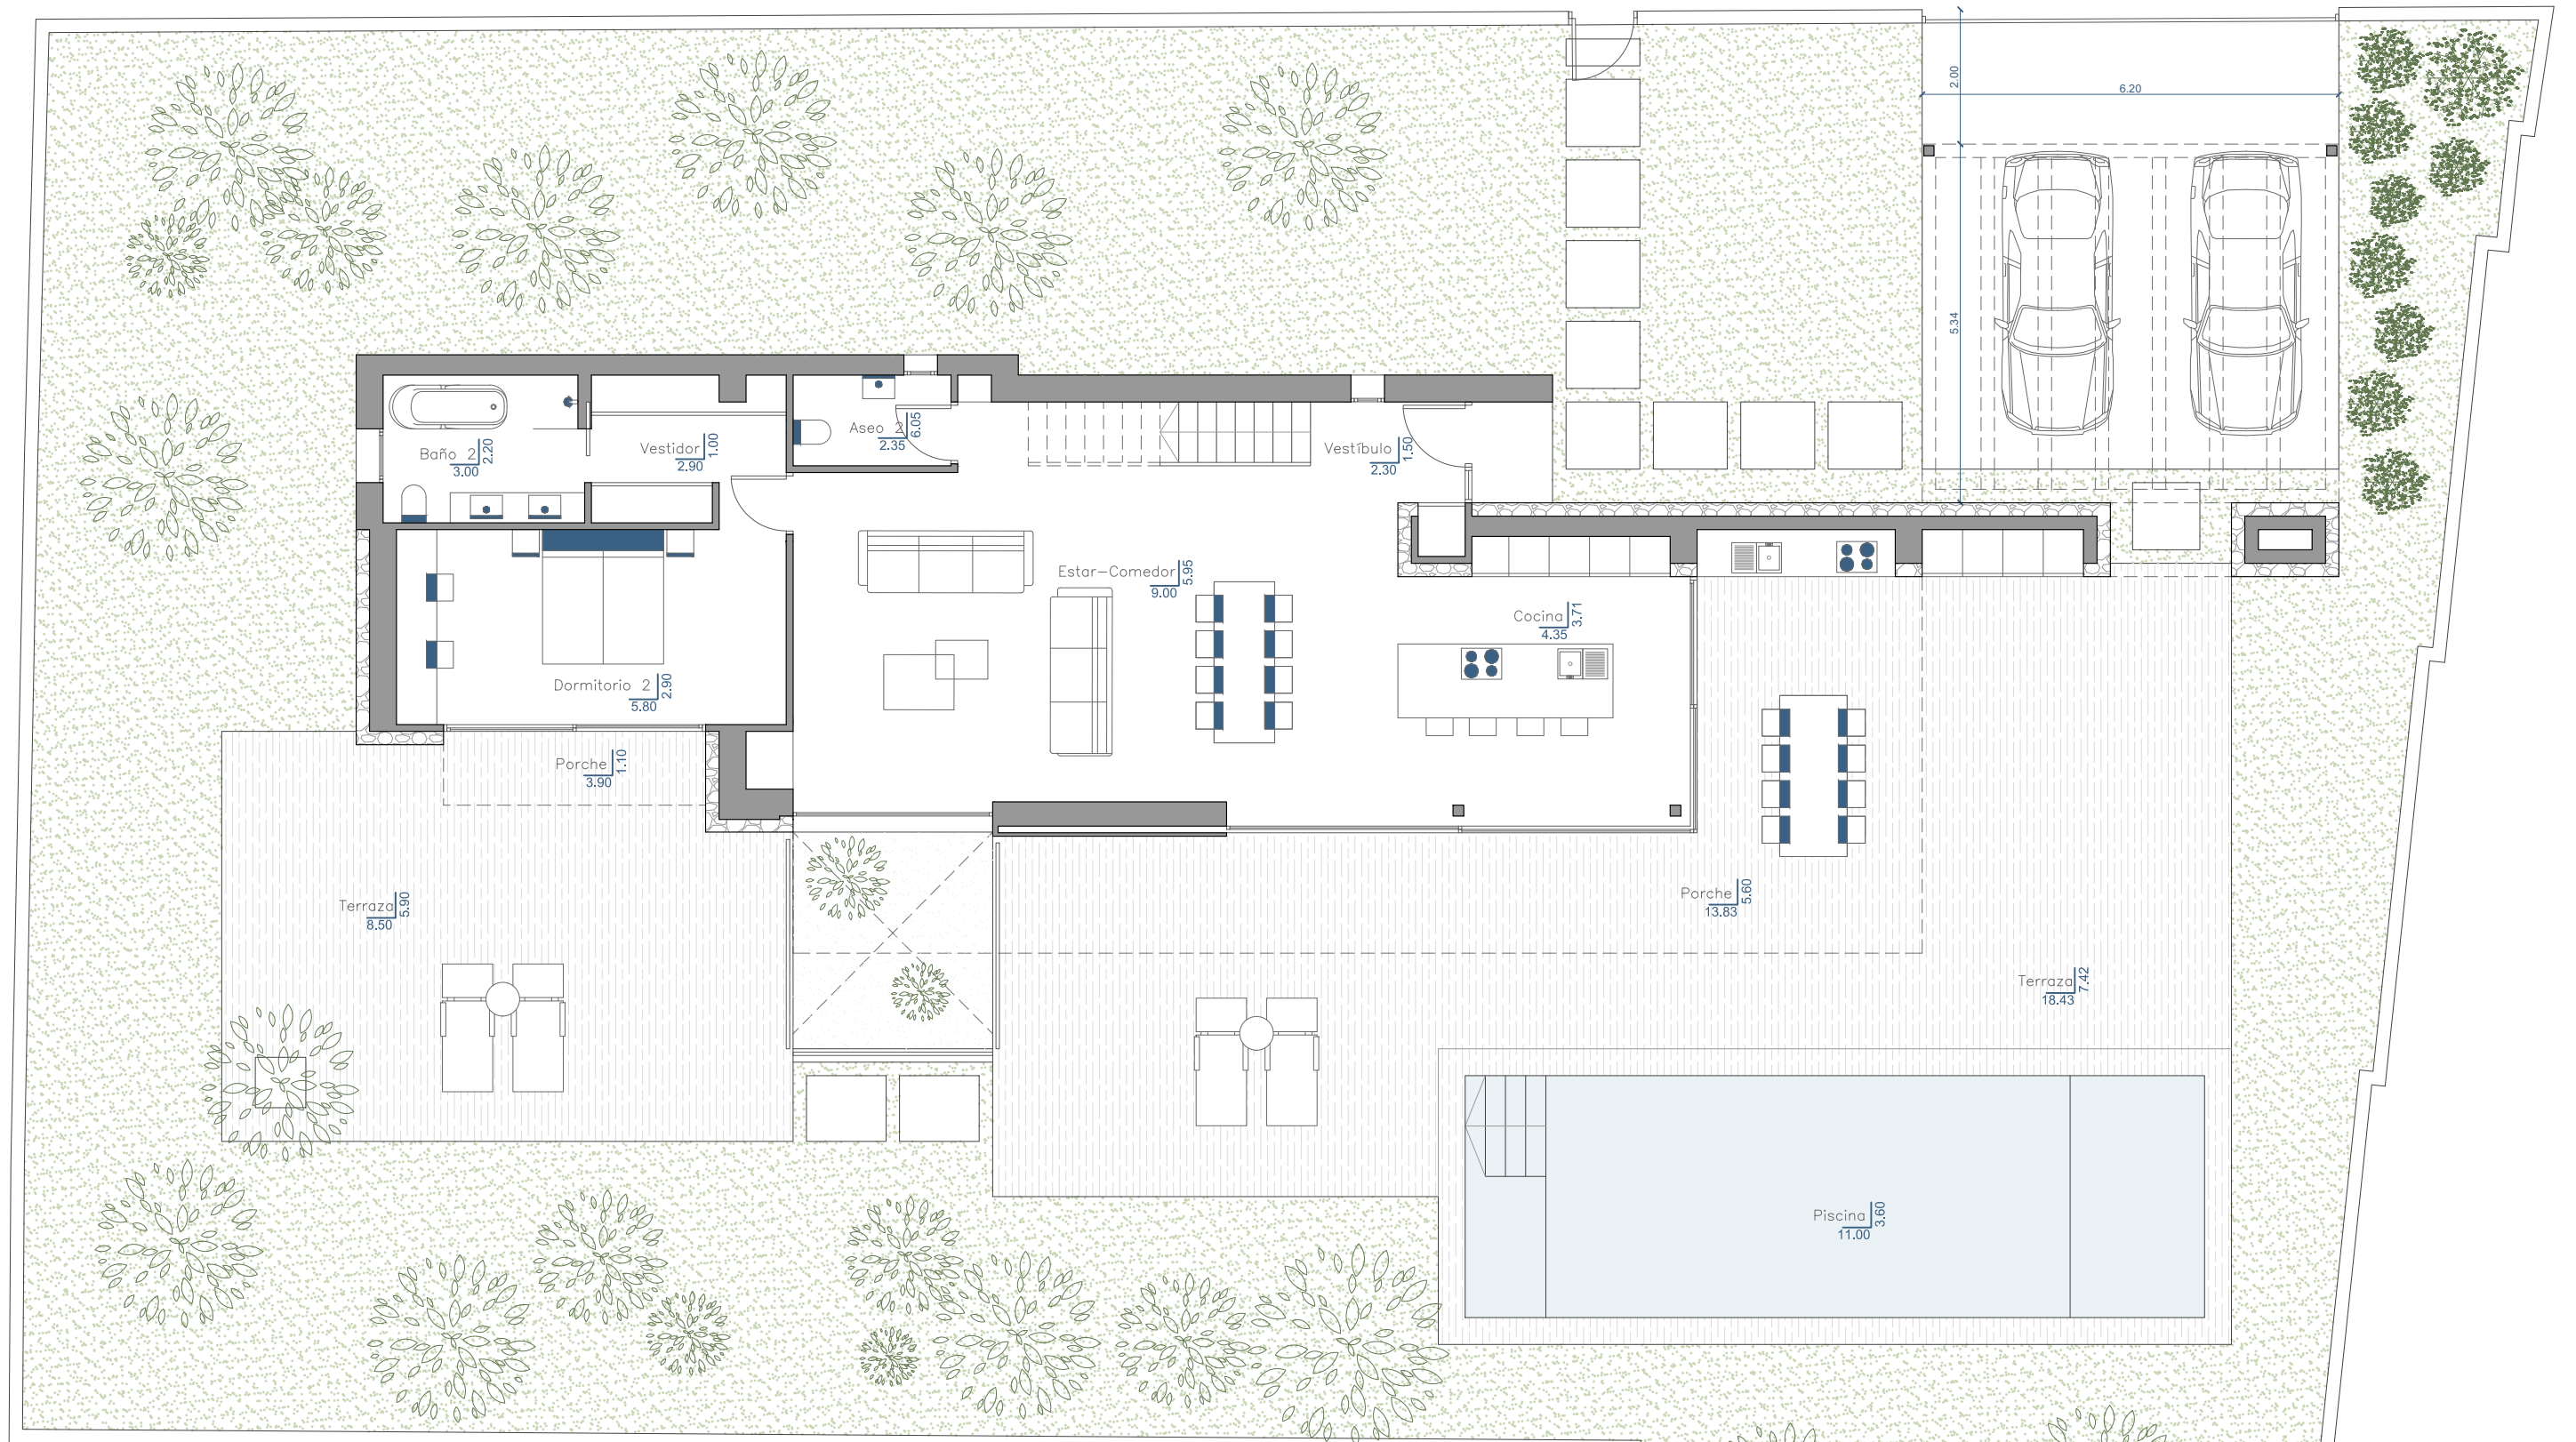 2.00
6.20
5.34
Baño 2
2.20
3.00
Vestidor
1.00
2.90
Aseo 2
6.05
2.35
Vestíbulo
1.50
2.30
Estar-Comedor
5.95
9.00
Cocina
3.71
4.35
Dormitorio 2
2.90
5.80
Porche
1.10
3.90
Terraza
5.90
8.50
Porche
5.60
13.83
Terraza
7.42
18.43
Piscina
3.60
11.00